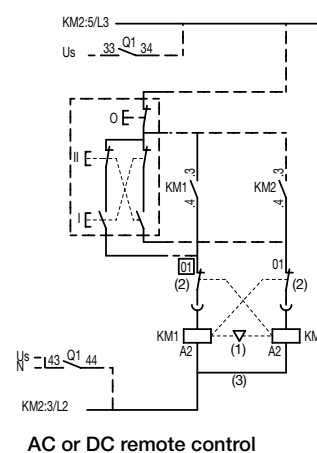 KM2:5/L3
Us 33 Q1 34
O
II
I
KM1 .3 .4
KM2 .3 .4
01 01
(2) (2)
KM1 A2 (1) A2 KM
(3)
Us
N 43 Q1 44
KM2:3/L2
AC or DC remote control